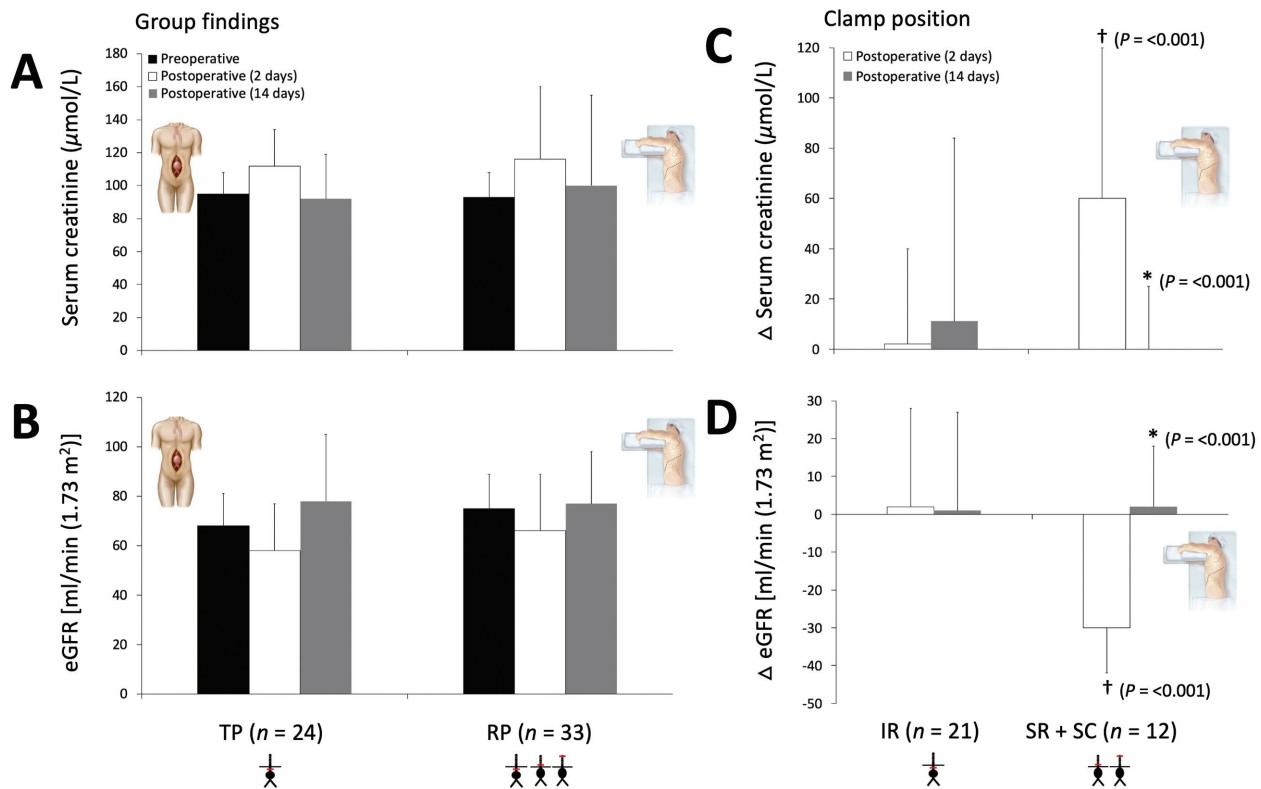 Group findings
A
Serum creatinine (µmol/L)
180
160
140
120
100
80
60
40
20
0
Preoperative
Postoperative (2 days)
Postoperative (14 days)
B
eGFR [ml/min (1.73 m²)]
120
100
80
60
40
20
0
TP (n = 24)
RP (n = 33)
Clamp position
C
Δ Serum creatinine (µmol/L)
120
100
80
60
40
20
0
Postoperative (2 days)
Postoperative (14 days)
† (P = <0.001)
* (P = <0.001)
D
Δ eGFR [ml/min (1.73 m²)]
30
20
10
0
-10
-20
-30
-40
-50
* (P = <0.001)
† (P = <0.001)
IR (n = 21)
SR + SC (n = 12)